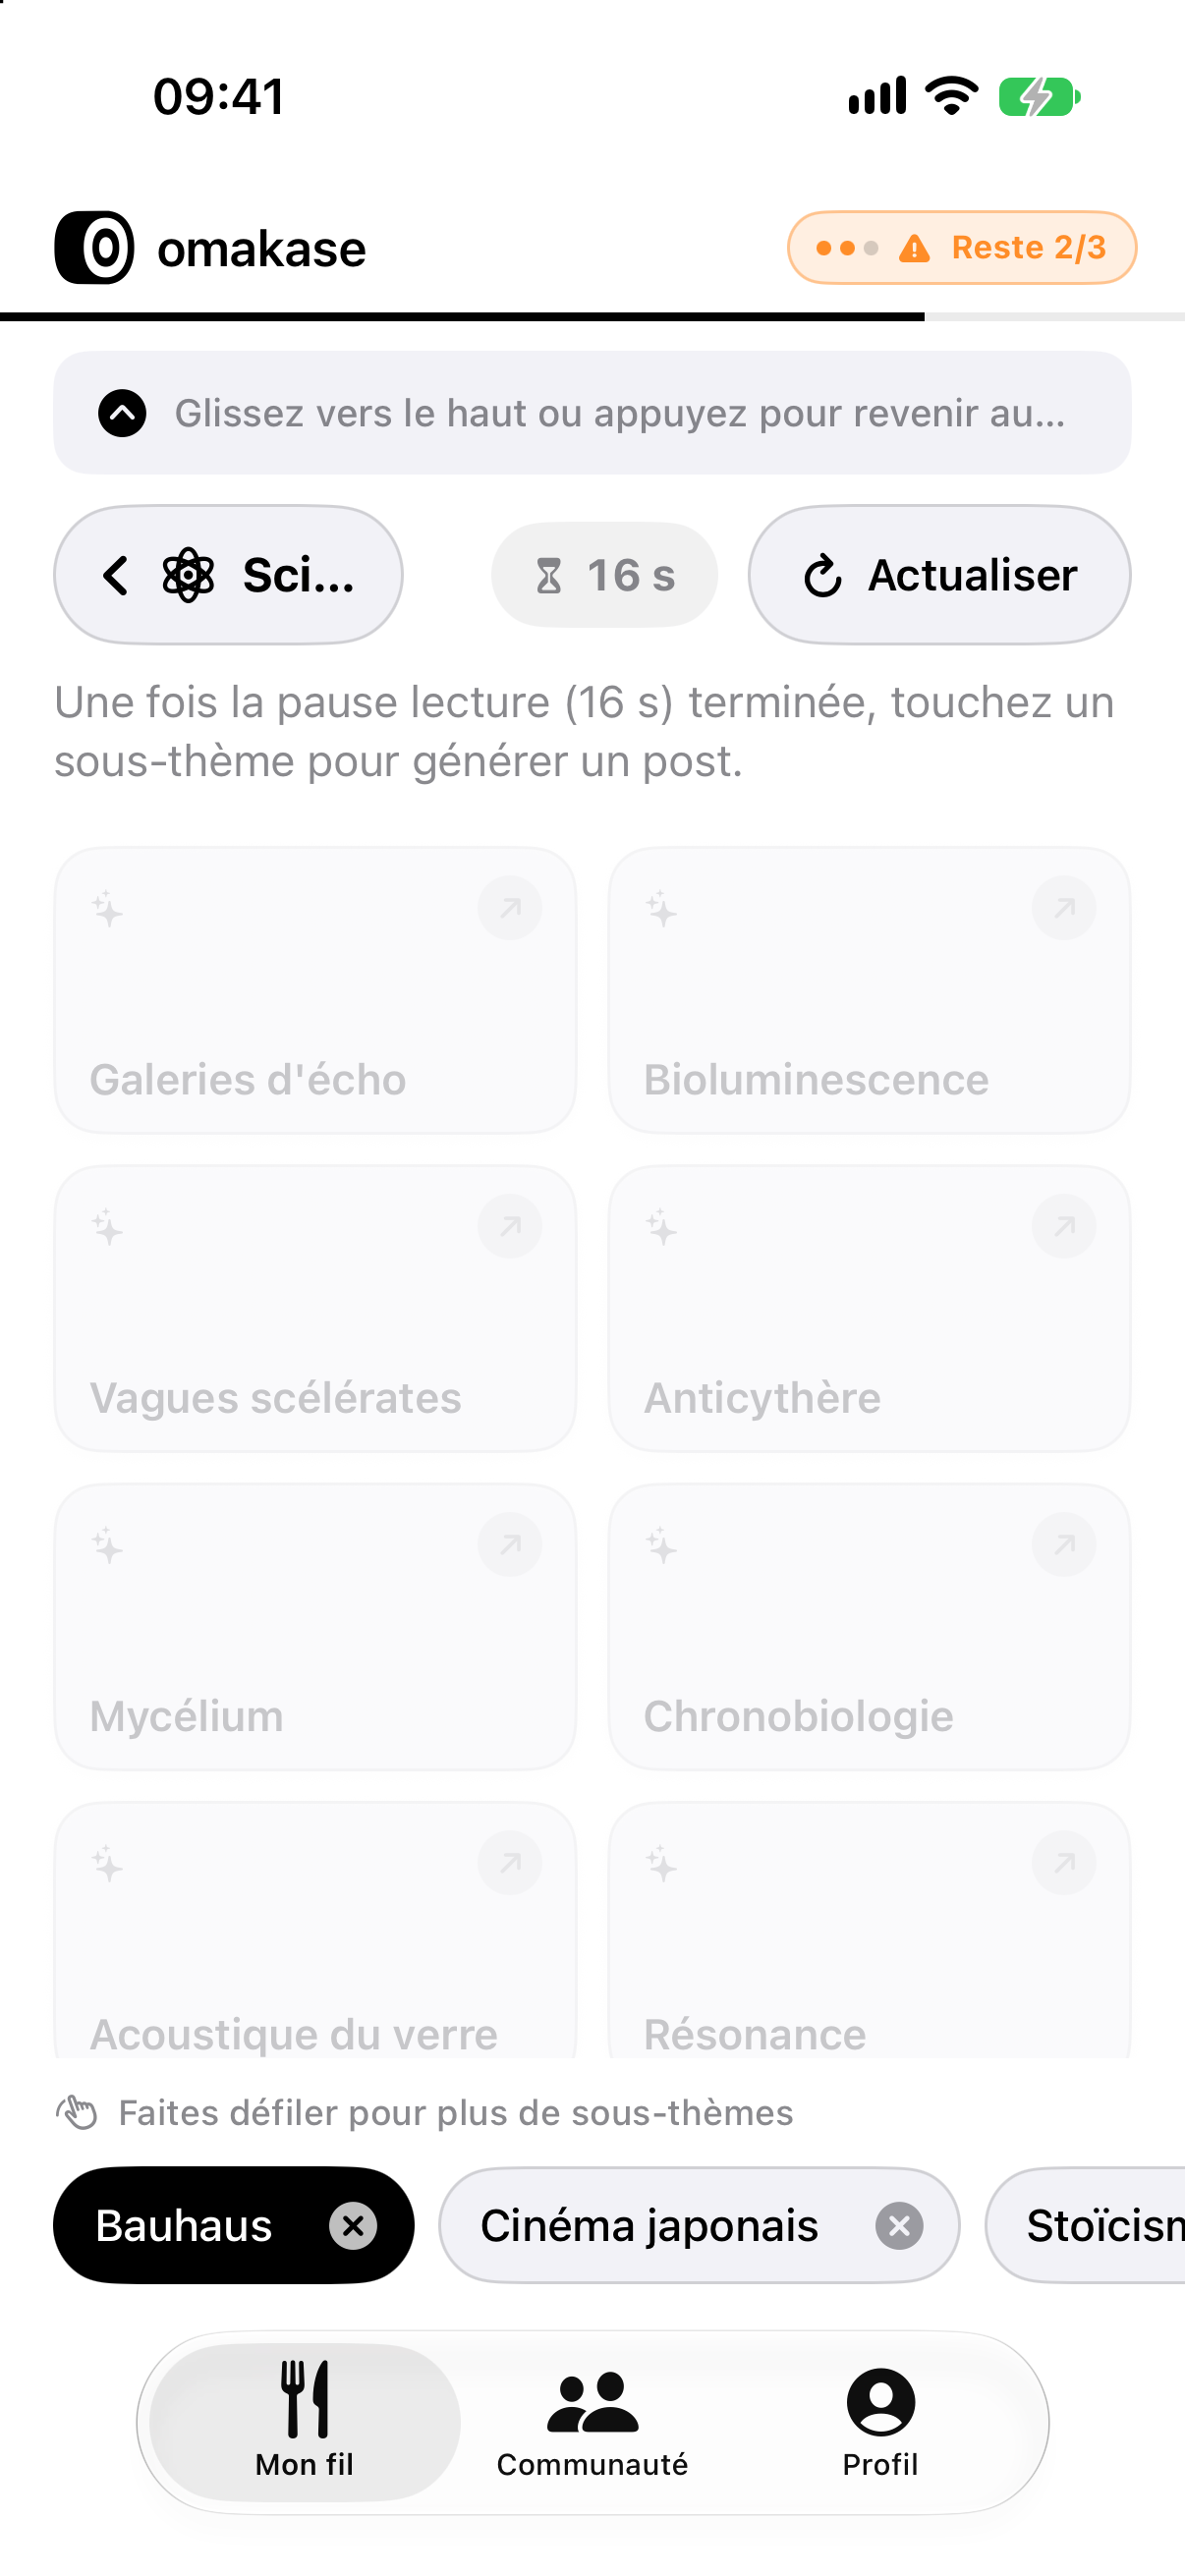 09:41
omakase
Reste 2/3
Glissez vers le haut ou appuyez pour revenir au...
Sci...
16 s
Actualiser
Une fois la pause lecture (16 s) terminée, touchez un
sous-thème pour générer un post.
Galeries d'écho
Bioluminescence
Vagues scélérates
Anticythère
Mycélium
Chronobiologie
Acoustique du verre
Résonance
Faites défiler pour plus de sous-thèmes
Bauhaus
Cinéma japonais
Mon fil
Communauté
Profil